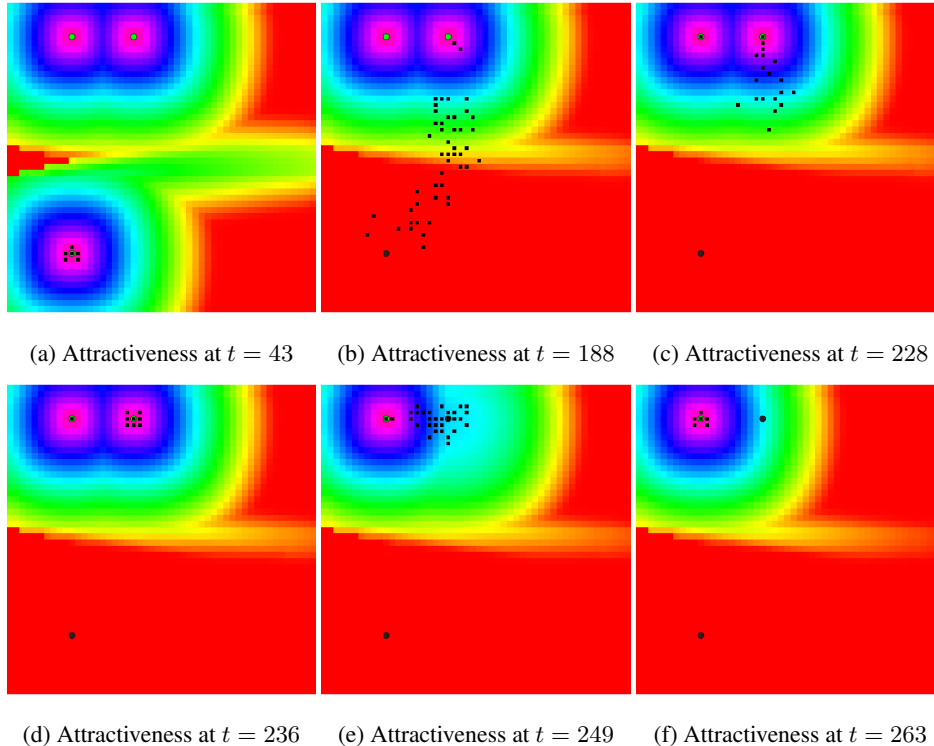 (a) Attractiveness at t = 43
(b) Attractiveness at t = 188
(c) Attractiveness at t = 228
(d) Attractiveness at t = 236
(e) Attractiveness at t = 249
(f) Attractiveness at t = 263